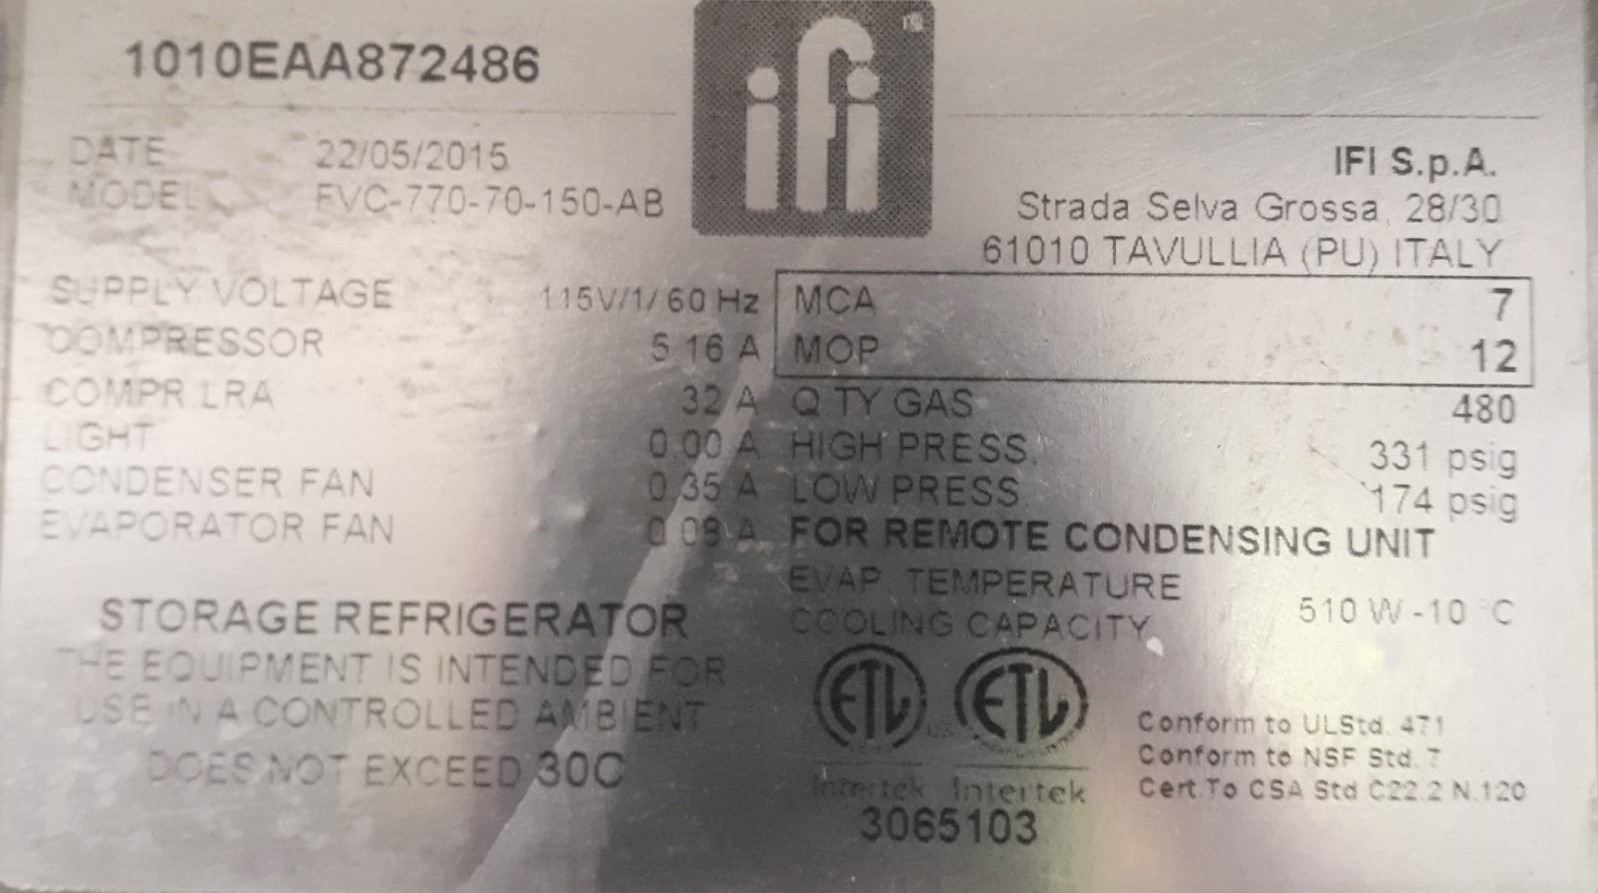 1010EAA872486
ifi
DATE 22/05/2015
MODEL FVC-770-70-150-AB
IFI S.p.A.
Strada Selva Grossa, 28/30
61010 TAVULLIA (PU) ITALY
SUPPLY VOLTAGE 115V/1/60 Hz
COMPRESSOR 5.16 A
COMPR LRA 32 A
LIGHT 0.00 A
CONDENSER FAN 0.35 A
EVAPORATOR FAN 0.09 A
MCA 7
MOP 12
Q.TY GAS 480
HIGH PRESS. 331 psig
LOW PRESS. 174 psig
FOR REMOTE CONDENSING UNIT
EVAP. TEMPERATURE
COOLING CAPACITY 510 W -10 °C
STORAGE REFRIGERATOR
THE EQUIPMENT IS INTENDED FOR
USE IN A CONTROLLED AMBIENT
DOES NOT EXCEED 30C
ETL US ETL
Intertek Intertek
3065103
Conform to ULStd. 471
Conform to NSF Std. 7
Cert.To CSA Std C22.2 N.120